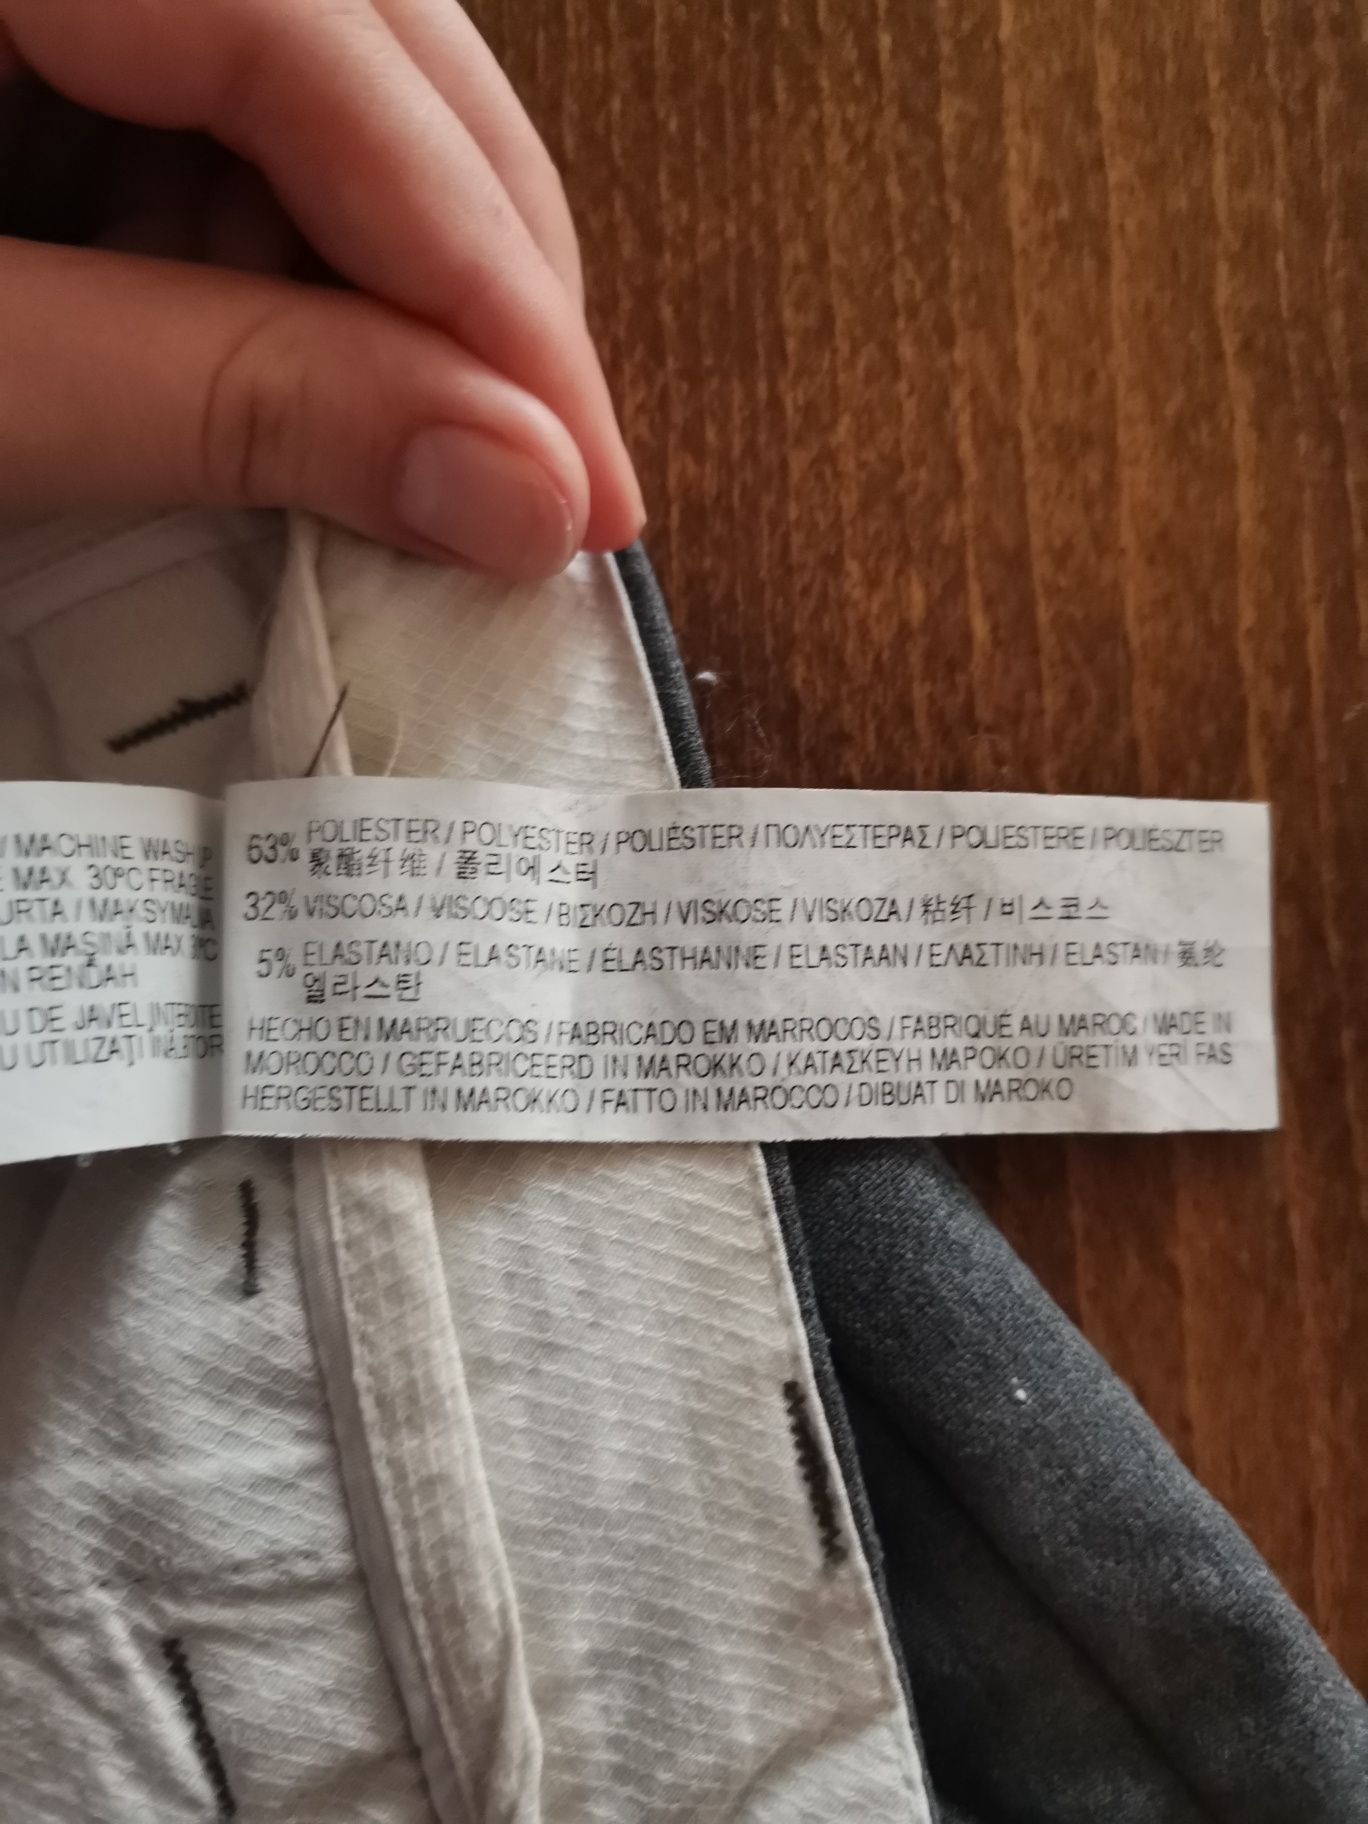 / MACHINE WASH
MAX. 30ºC FRAGILE
URTA / MAKSYMALNA
LA MAŞINĂ MAX
N RENDAH
U DE JAVEL INTERDITE
U UTILIZAŢI
63% POLIESTER / POLYESTER / POLIÉSTER / ΠΟΛΥΕΣΤΕΡΑΣ / POLIESTERE / POLIÉSZTER
聚酯纤维 / 폴리에스터
32% VISCOSA / VISCOSE / ΒΙΣΚΟΖΗ / VISKOSE / VISKOZA / 粘纤 / 비스코스
5% ELASTANO / ELASTANE / ÉLASTHANNE / ELASTAAN / ΕΛΑΣΤΙΝΗ / ELASTAN / 氨纶
엘라스탄
HECHO EN MARRUECOS / FABRICADO EM MARROCOS / FABRIQUÉ AU MAROC / MADE IN
MOROCCO / GEFABRICEERD IN MAROKKO / ΚΑΤΑΣΚΕΥΗ ΜΑΡΟΚΟ / ÜRETİM YERİ FAS
HERGESTELLT IN MAROKKO / FATTO IN MAROCCO / DIBUAT DI MAROKO